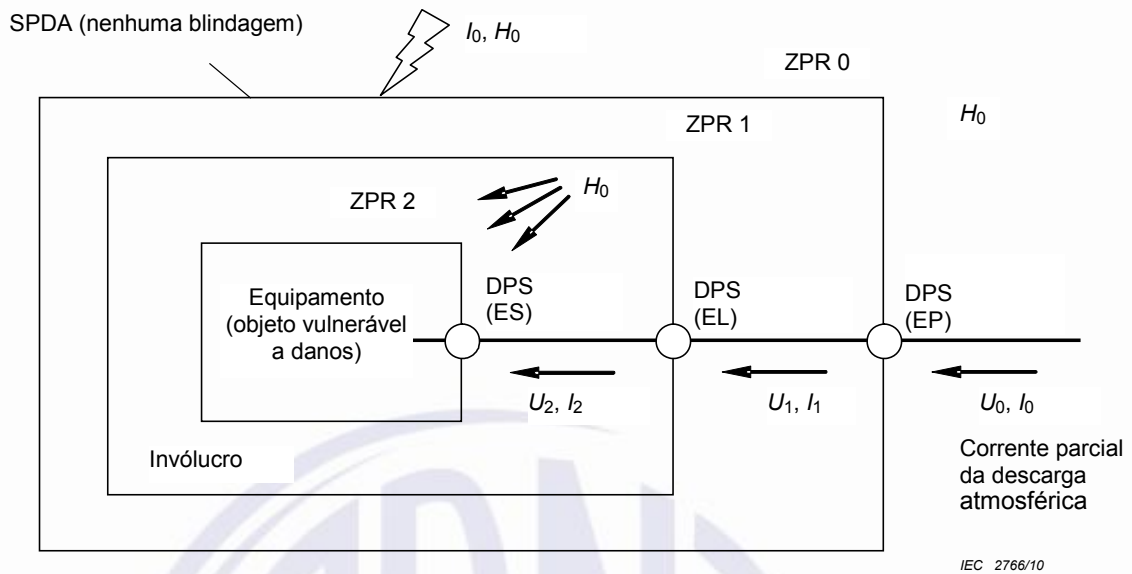 SPDA (nenhuma blindagem)
I0, H0
ZPR 0
ZPR 1
H0
ZPR 2
H0
Equipamento
(objeto vulnerável
a danos)
DPS
(ES)
DPS
(EL)
DPS
(EP)
U2, I2
U1, I1
U0, I0
Invólucro
Corrente parcial
da descarga
atmosférica
IEC 2766/10